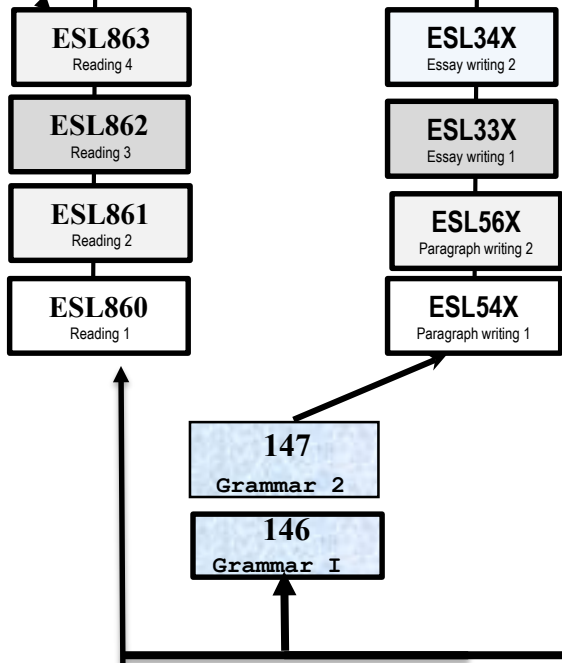 ESL863
Reading 4
ESL862
Reading 3
ESL861
Reading 2
ESL860
Reading 1
ESL34X
Essay writing 2
ESL33X
Essay writing 1
ESL56X
Paragraph writing 2
ESL54X
Paragraph writing 1
147
Grammar 2
146
Grammar I